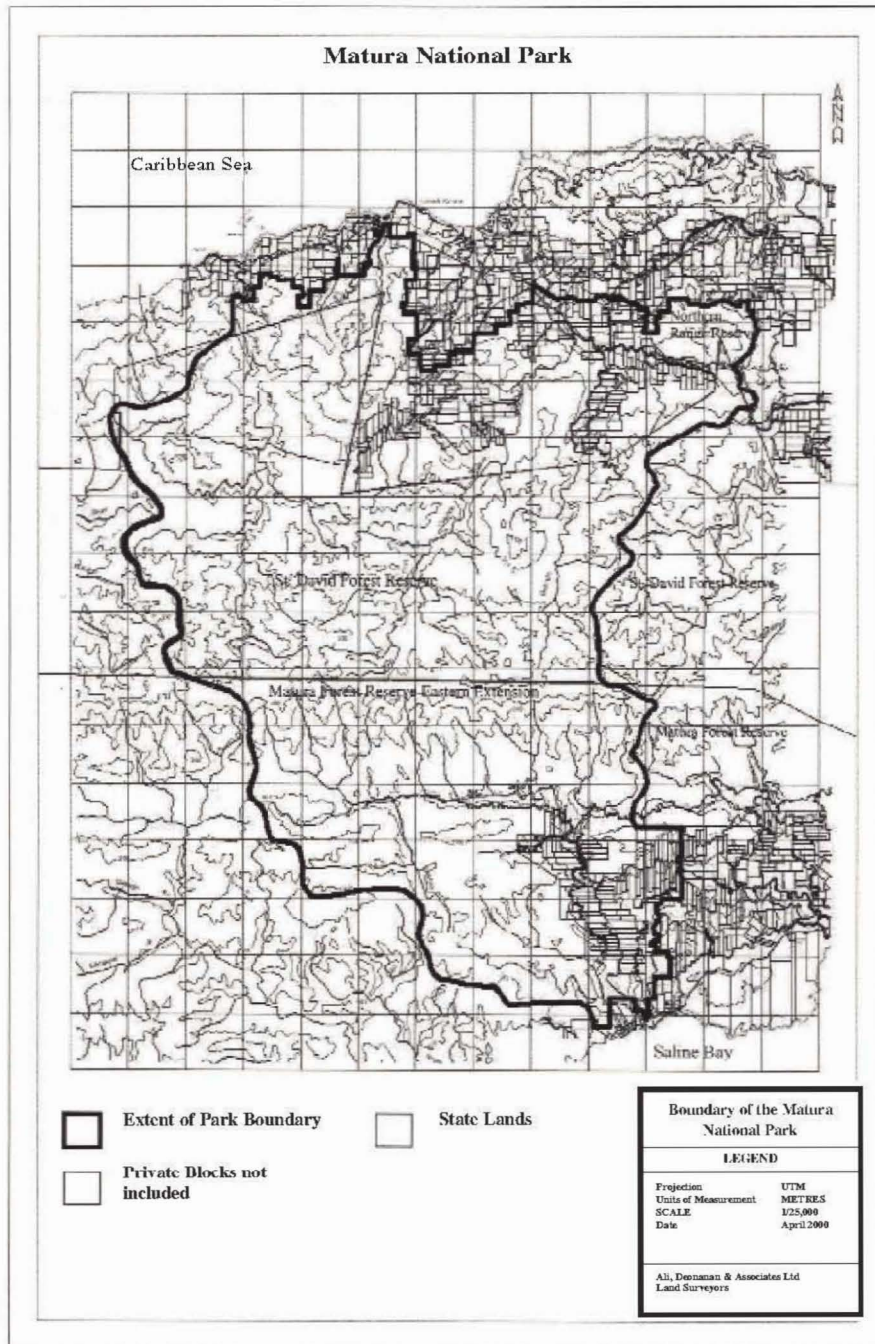 Matura National Park
N
Caribbean Sea
Northern
Range Reserve
St. David Forest Reserve
St. David Forest Reserve
Matura Forest Reserve Eastern Extension
Matura Forest Reserve
Saline Bay
Extent of Park Boundary
State Lands
Private Blocks not
included
Boundary of the Matura
National Park
LEGEND
Projection UTM
Units of Measurement METRES
SCALE 1/25,000
Date April 2000
Ali, Deonanan & Associates Ltd
Land Surveyors